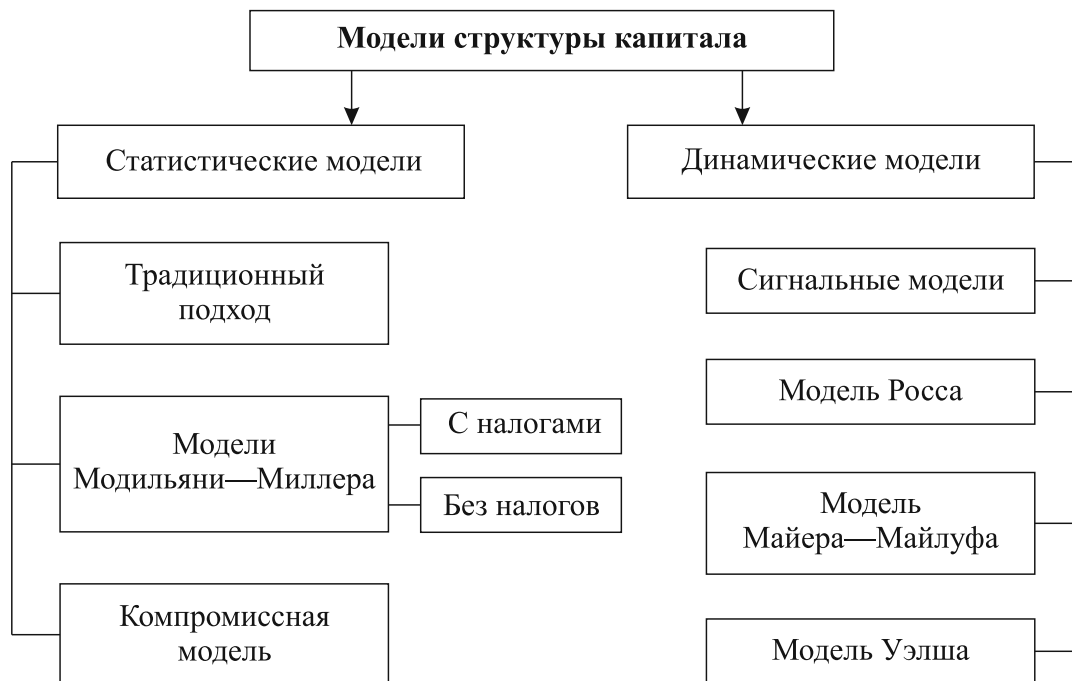 Модели структуры капитала
Статистические модели
Динамические модели
Традиционный
подход
Сигнальные модели
Модель Росса
Модели
Модильяни—Миллера
С налогами
Без налогов
Модель
Майера—Майлуфа
Компромиссная
модель
Модель Уэлша